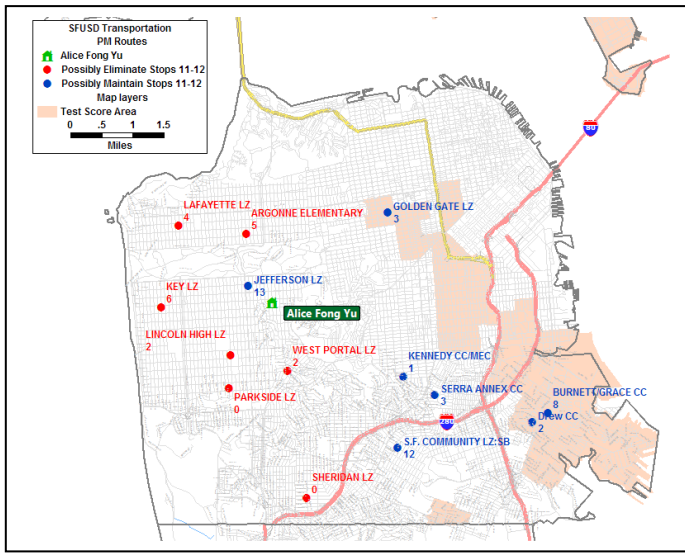 SFUSD Transportation
PM Routes
Alice Fong Yu
Possibly Eliminate Stops 11-12
Possibly Maintain Stops 11-12
Map layers
Test Score Area
0 .5 1 1.5
Miles
80
LAFAYETTE LZ
4
ARGONNE ELEMENTARY
5
GOLDEN GATE LZ
3
KEY LZ
6
JEFFERSON LZ
13
Alice Fong Yu
LINCOLN HIGH LZ
2
WEST PORTAL LZ
2
KENNEDY CC/MEC
1
PARKSIDE LZ
0
SERRA ANNEX CC
3
BURNETT/GRACE CC
8
Drew CC
2
280
S.F. COMMUNITY LZ:SB
12
SHERIDAN LZ
0